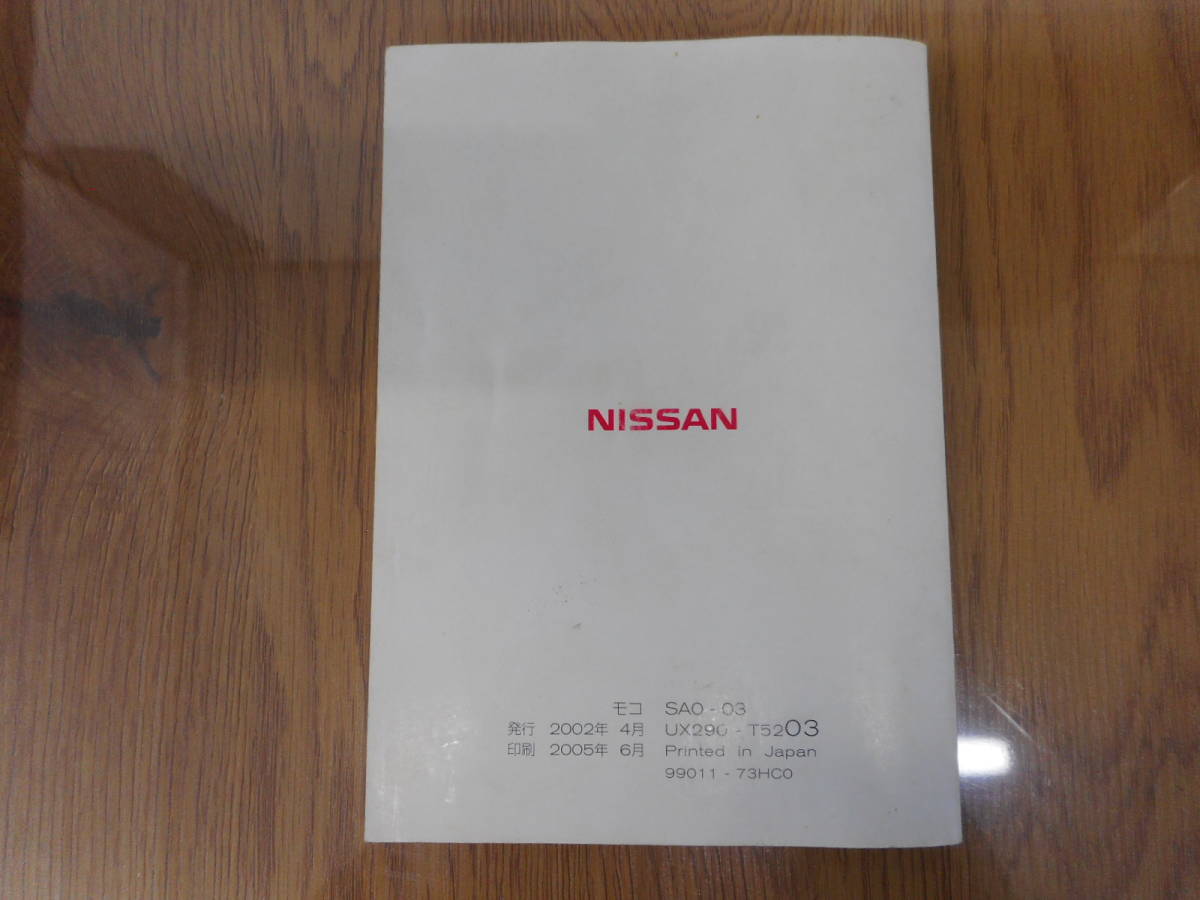 NISSAN
モコ SA0-03
発行 2002年 4月 UX290-T5203
印刷 2005年 6月 Printed in Japan
99011-73HC0